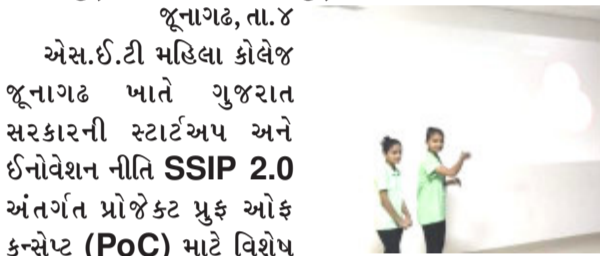 જૂનાગઢ, તા.૪
એસ.ઈ.ટી મહિલા કોલેજ
જૂનાગઢ ખાતે ગુજરાત
સરકારની સ્ટાર્ટઅપ અને
ઈનોવેશન નીતિ SSIP 2.0
અંતર્ગત પ્રોજેક્ટ પ્રુફ ઓફ
કન્સેપ્ટ (PoC) માટે વિશેષ